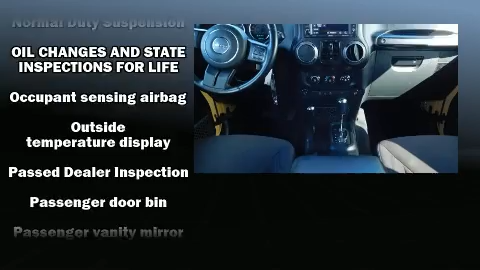 Normal Duty Suspension
OIL CHANGES AND STATE
INSPECTIONS FOR LIFE
Occupant sensing airbag
Outside
temperature display
Passed Dealer Inspection
Passenger door bin
Passenger vanity mirror